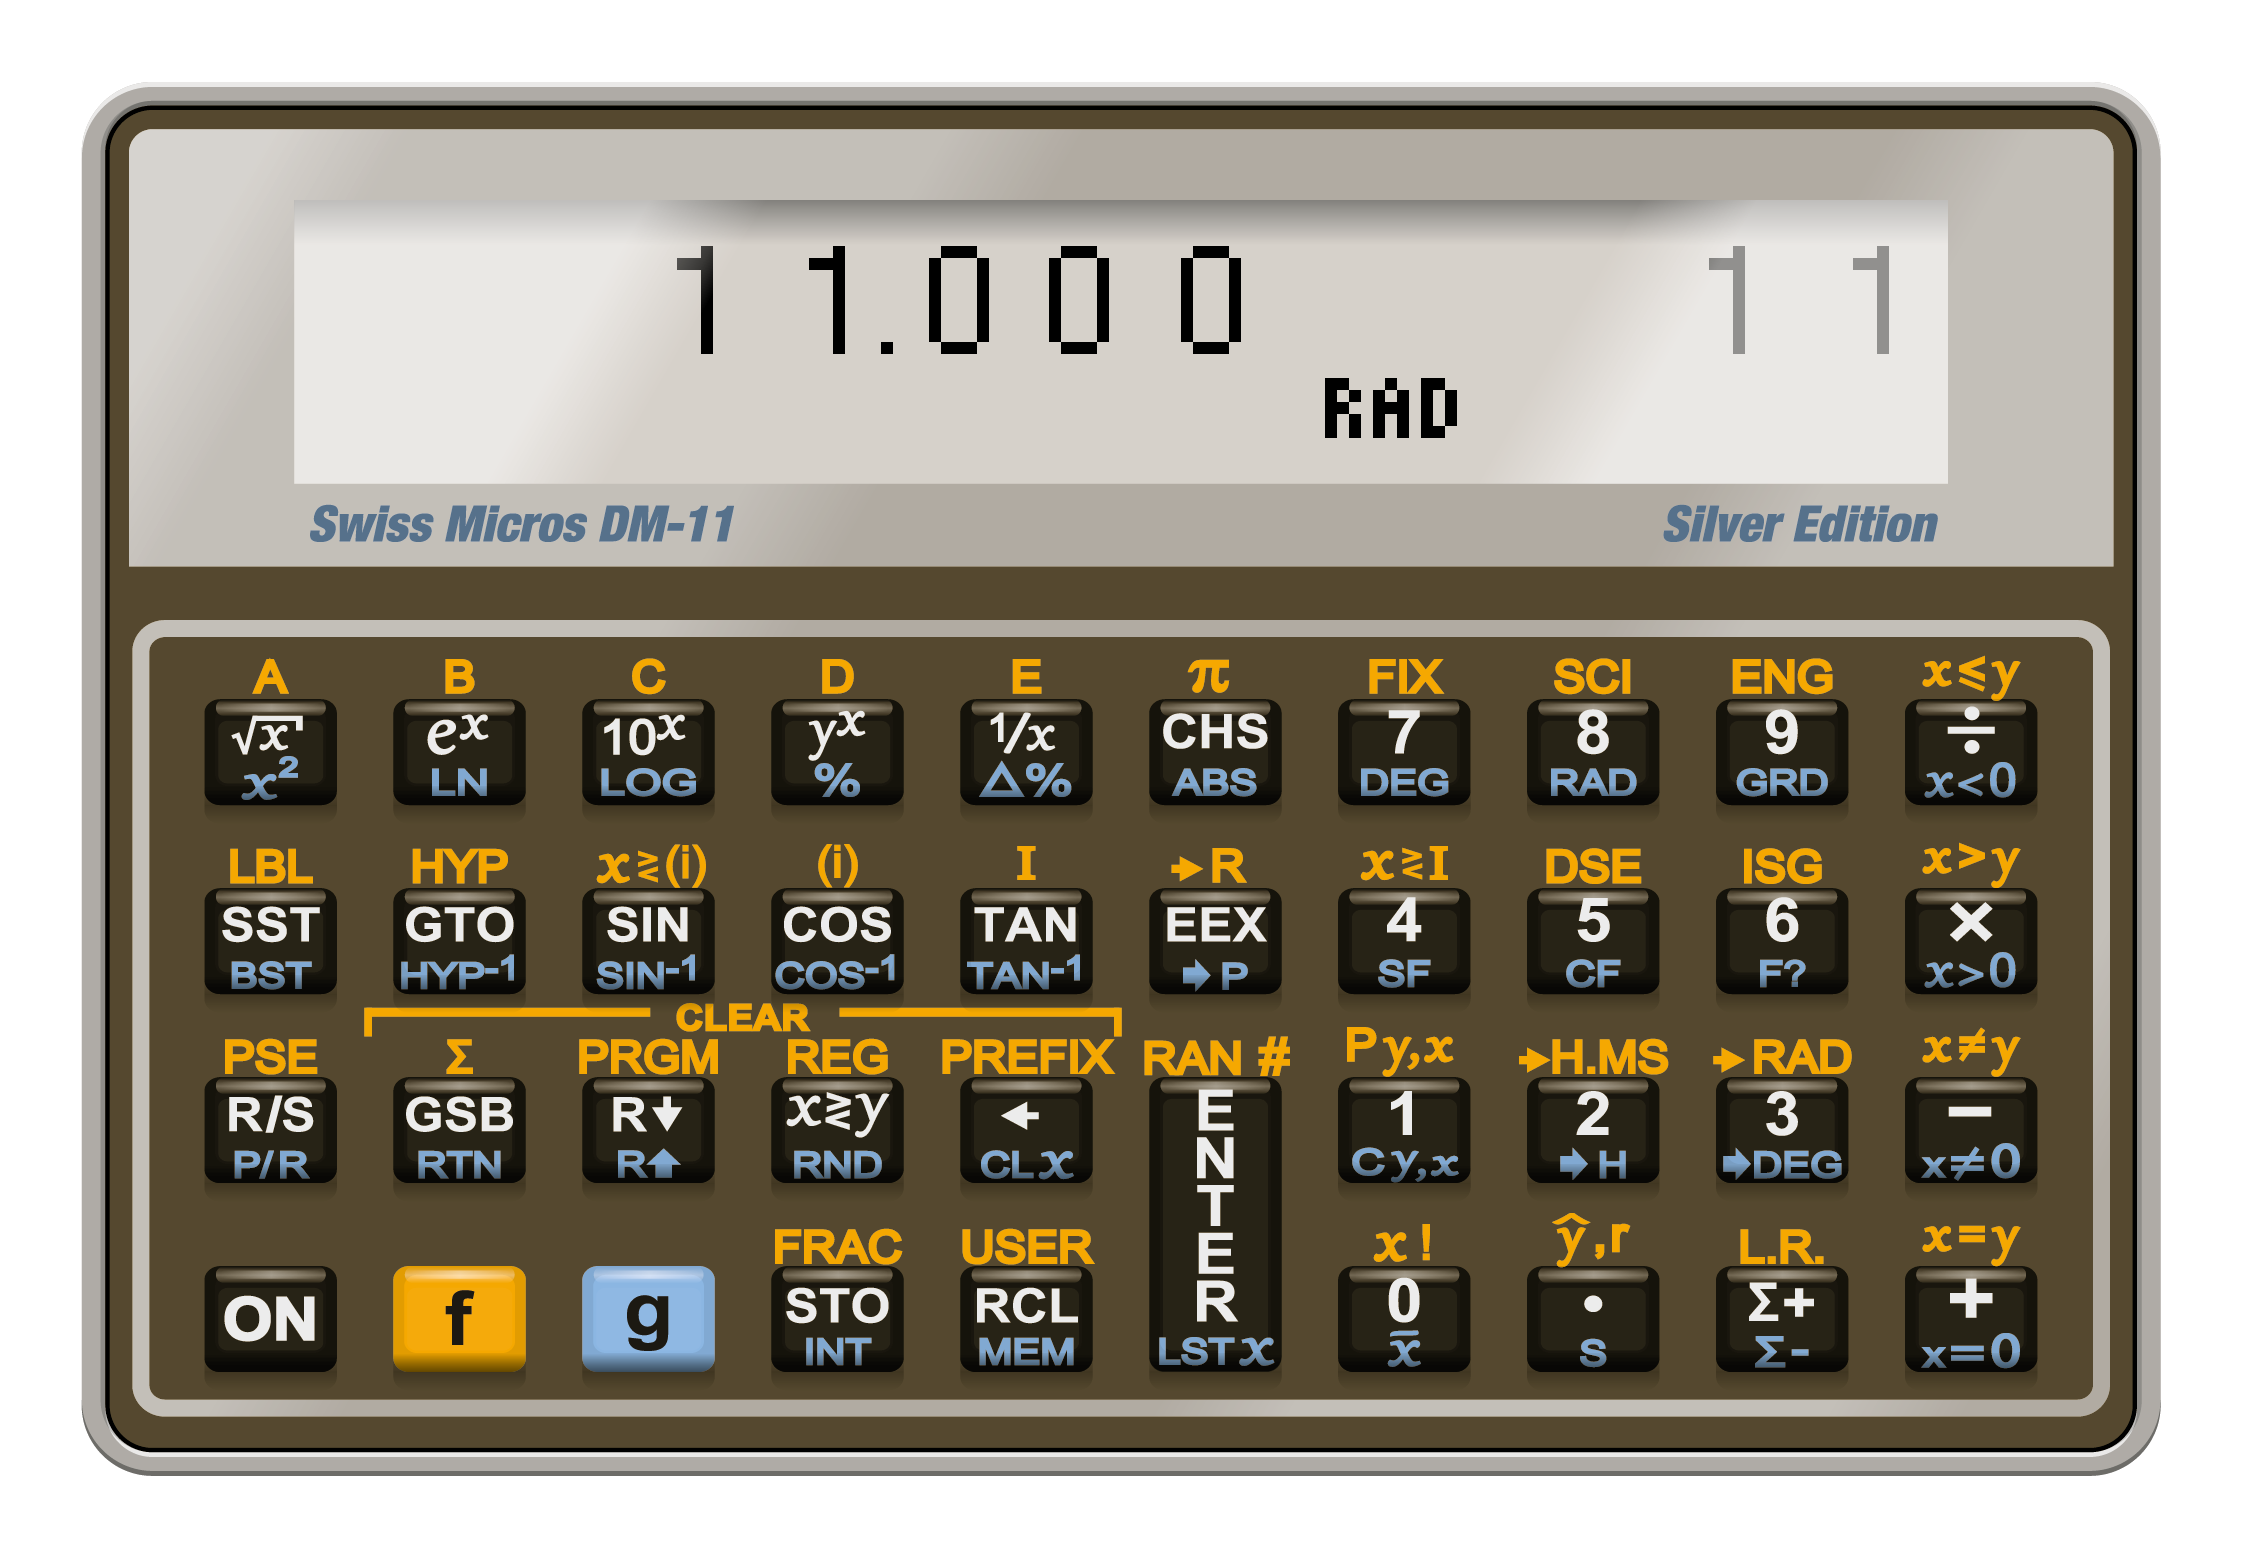 11.000 11
RAD
Swiss Micros DM-11 Silver Edition
A B C D E π FIX SCI ENG x≤y
√x eˣ 10ˣ yˣ 1/x CHS 7 8 9 ÷
x² LN LOG % △% ABS DEG RAD GRD x<0
LBL HYP x≷(i) (i) I →R x≷I DSE ISG x>y
SST GTO SIN COS TAN EEX 4 5 6 ×
BST HYP-1 SIN-1 COS-1 TAN-1 →P SF CF F? x>0
CLEAR
PSE Σ PRGM REG PREFIX RAN # Py,x →H.MS →RAD x≠y
R/S GSB R↓ x≷y ← ENTER 1 2 3 −
P/R RTN R↑ RND CLx Cy,x →H →DEG x≠0
FRAC USER x! ŷ,r L.R. x=y
ON f g STO RCL 0 • Σ+ +
INT MEM LSTx x̄ S Σ- x=0